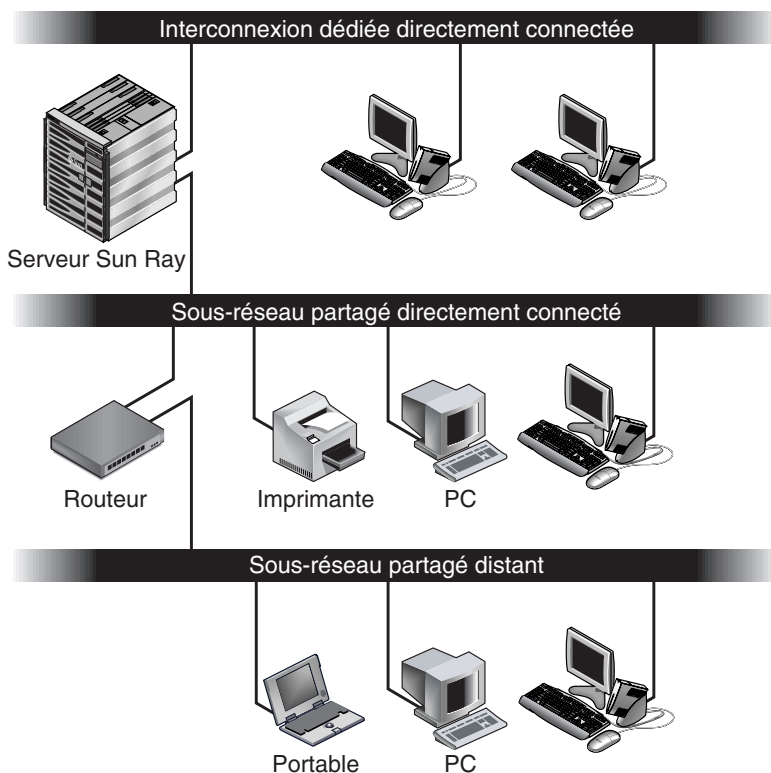 Interconnexion dédiée directement connectée
Serveur Sun Ray
Sous-réseau partagé directement connecté
Routeur
Imprimante
PC
Sous-réseau partagé distant
Portable
PC